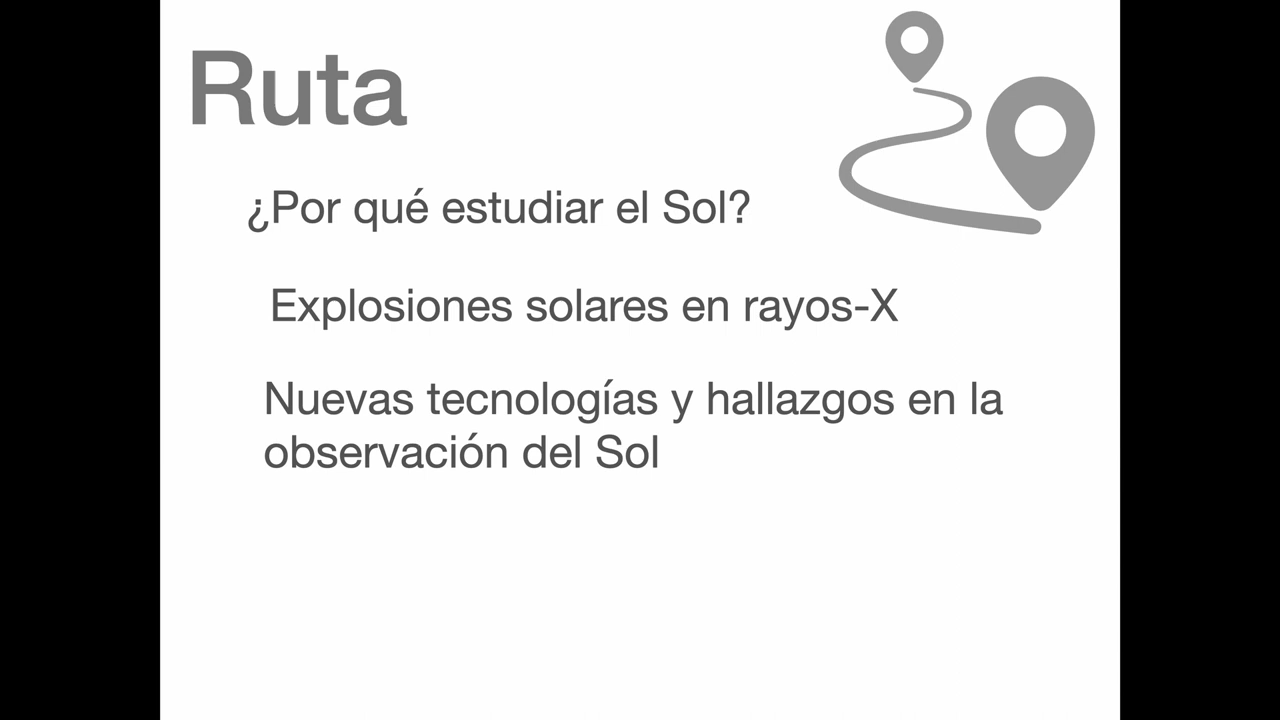 Ruta
¿Por qué estudiar el Sol?
Explosiones solares en rayos-X
Nuevas tecnologías y hallazgos en la
observación del Sol